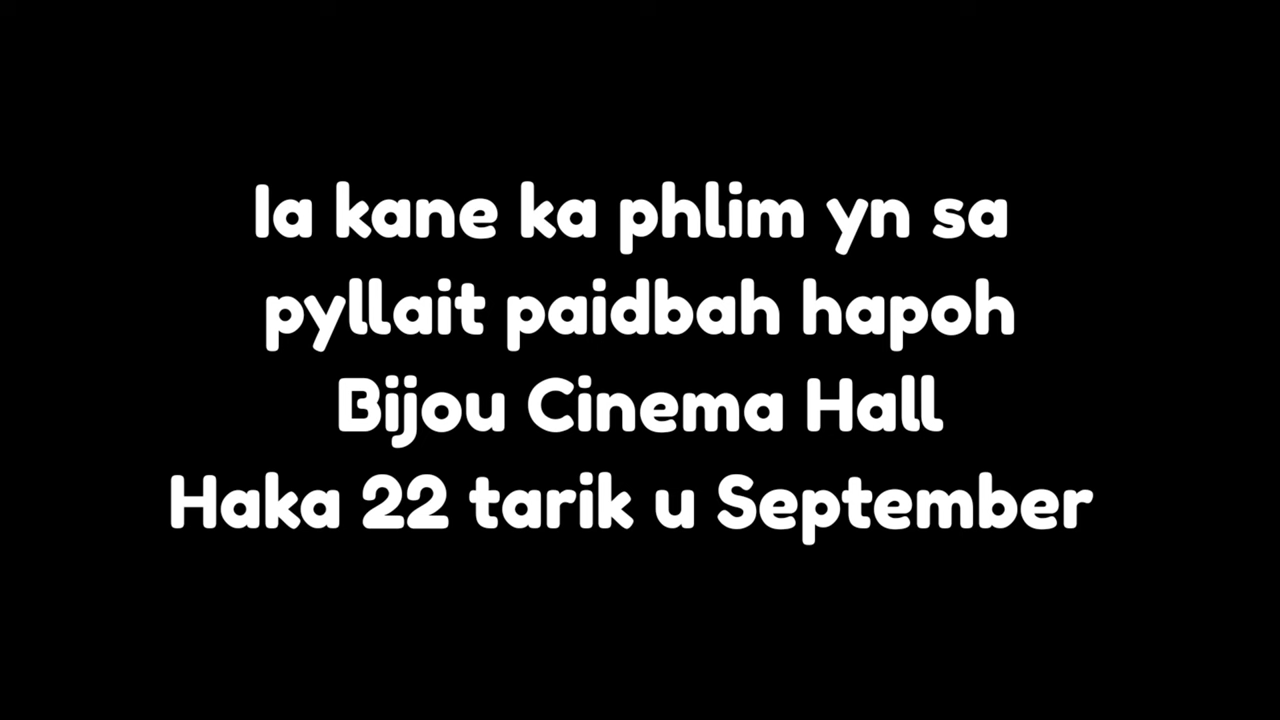 Ia kane ka phlim yn sa
pyllait paidbah hapoh
Bijou Cinema Hall
Haka 22 tarik u September